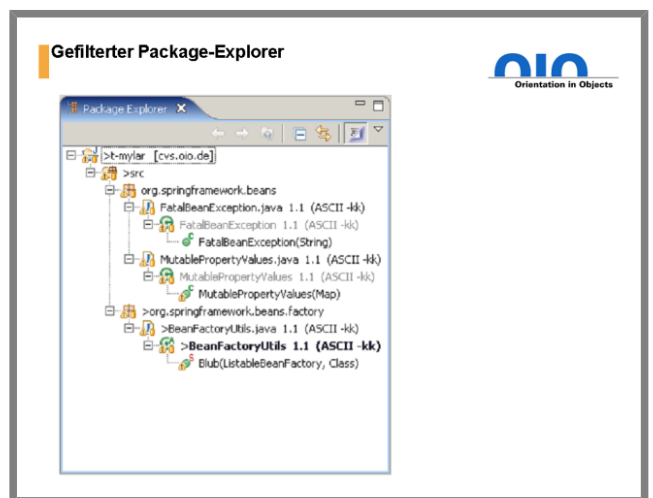 Gefilterter Package-Explorer
OIO
Orientation in Objects
Package Explorer
>t-mylar [cvs.oio.de]
>src
org.springframework.beans
FatalBeanException.java 1.1 (ASCII -kk)
FatalBeanException 1.1 (ASCII -kk)
FatalBeanException(String)
MutablePropertyValues.java 1.1 (ASCII -kk)
MutablePropertyValues 1.1 (ASCII -kk)
MutablePropertyValues(Map)
>org.springframework.beans.factory
>BeanFactoryUtils.java 1.1 (ASCII -kk)
>BeanFactoryUtils 1.1 (ASCII -kk)
Blub(ListableBeanFactory, Class)